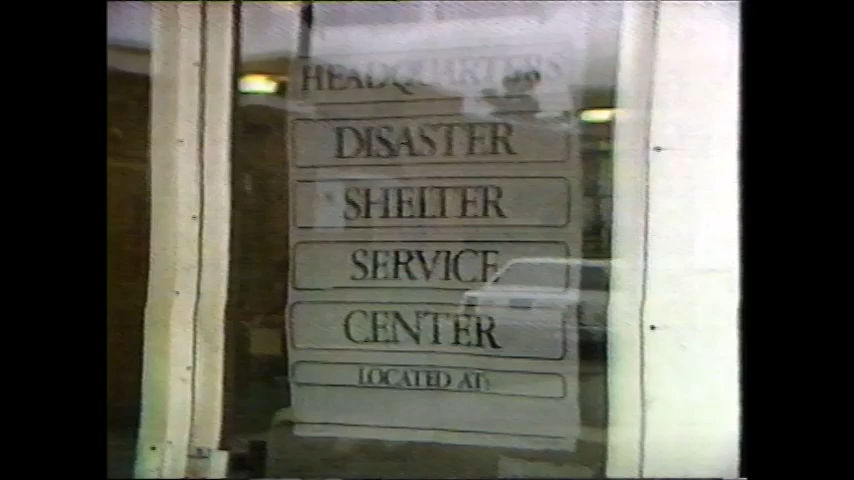 HEADQUARTERS
DISASTER
SHELTER
SERVICE
CENTER
LOCATED AT: